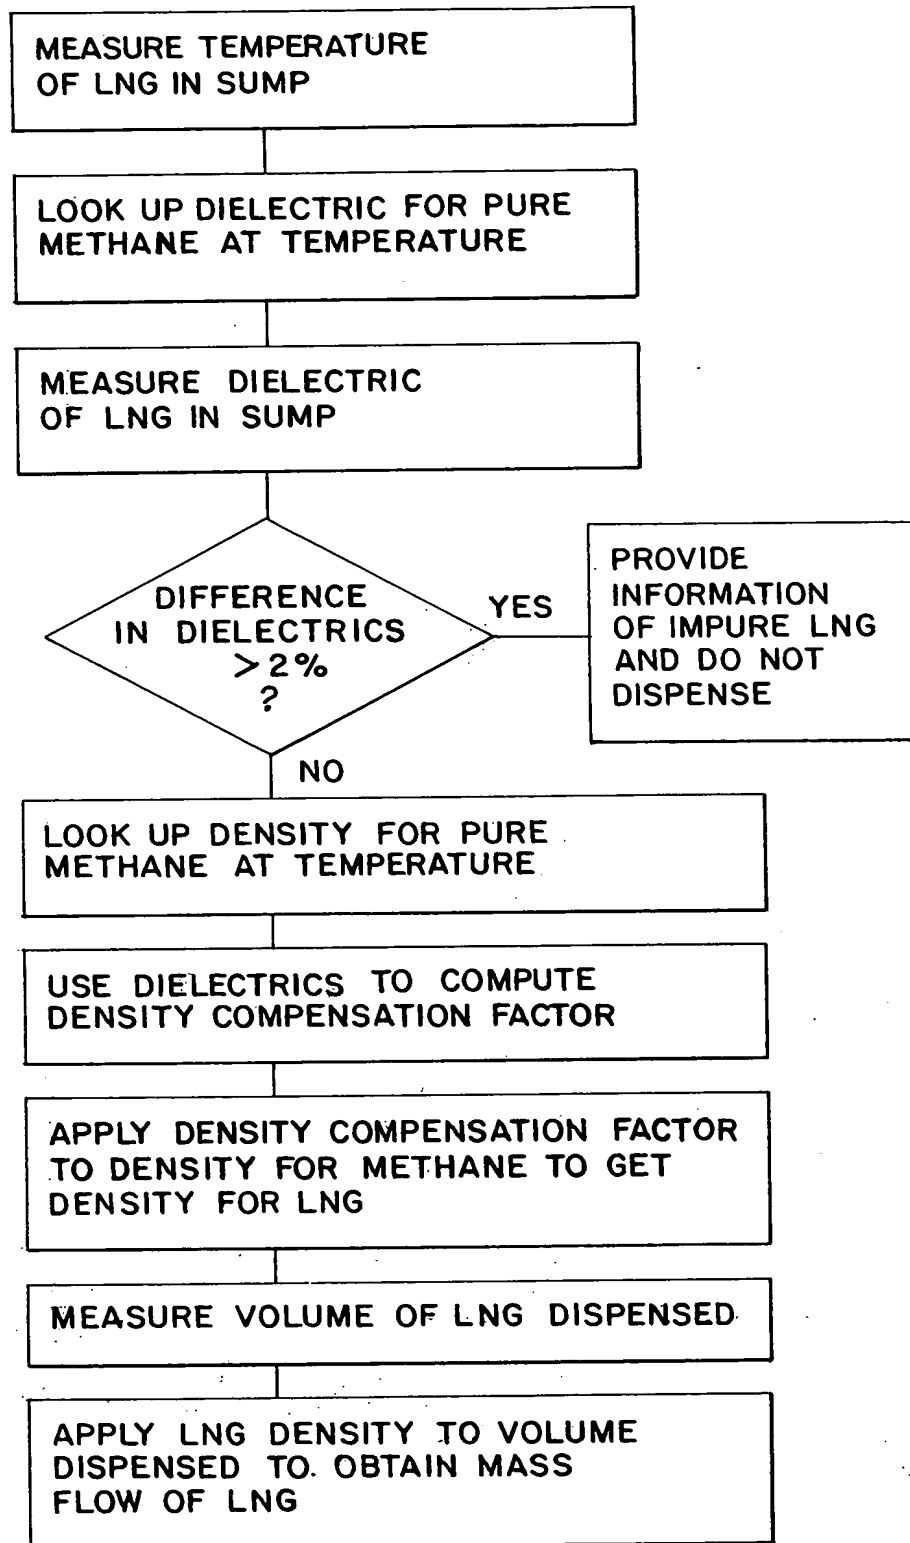 MEASURE TEMPERATURE
OF LNG IN SUMP
LOOK UP DIELECTRIC FOR PURE
METHANE AT TEMPERATURE
MEASURE DIELECTRIC
OF LNG IN SUMP
DIFFERENCE
IN DIELECTRICS
>2%
?
YES
PROVIDE
INFORMATION
OF IMPURE LNG
AND DO NOT
DISPENSE
NO
LOOK UP DENSITY FOR PURE
METHANE AT TEMPERATURE
USE DIELECTRICS TO COMPUTE
DENSITY COMPENSATION FACTOR
APPLY DENSITY COMPENSATION FACTOR
TO DENSITY FOR METHANE TO GET
DENSITY FOR LNG
MEASURE VOLUME OF LNG DISPENSED
APPLY LNG DENSITY TO VOLUME
DISPENSED TO OBTAIN MASS
FLOW OF LNG